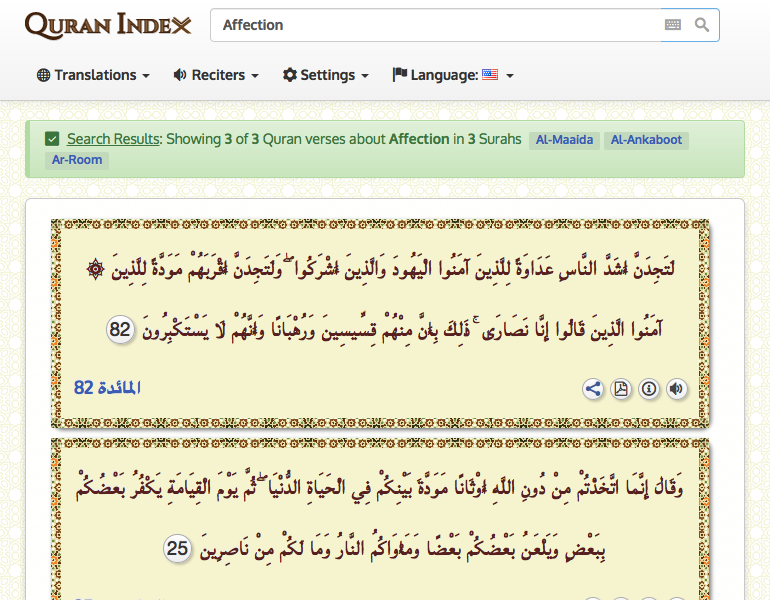 QURAN INDEX
Affection
Translations
Reciters
Settings
Language:
Search Results: Showing 3 of 3 Quran verses about Affection in 3 Surahs Al-Maaida Al-Ankaboot
Ar-Room
لَتَجِدَنَّ أَشَدَّ النَّاسِ عَدَاوَةً لِلَّذِينَ آمَنُوا الْيَهُودَ وَالَّذِينَ أَشْرَكُوا ۖ وَلَتَجِدَنَّ أَقْرَبَهُمْ مَوَدَّةً لِلَّذِينَ ۞
آمَنُوا الَّذِينَ قَالُوا إِنَّا نَصَارَى ۚ ذَلِكَ بِأَنَّ مِنْهُمْ قِسِّيسِينَ وَرُهْبَانًا وَأَنَّهُمْ لَا يَسْتَكْبِرُونَ 82
المائدة 82
وَقَالَ إِنَّمَا اتَّخَذْتُمْ مِنْ دُونِ اللَّهِ أَوْثَانًا مَوَدَّةَ بَيْنِكُمْ فِي الْحَيَاةِ الدُّنْيَا ۖ ثُمَّ يَوْمَ الْقِيَامَةِ يَكْفُرُ بَعْضُكُمْ
بِبَعْضٍ وَيَلْعَنُ بَعْضُكُمْ بَعْضًا وَمَأْوَاكُمُ النَّارُ وَمَا لَكُمْ مِنْ نَاصِرِينَ 25